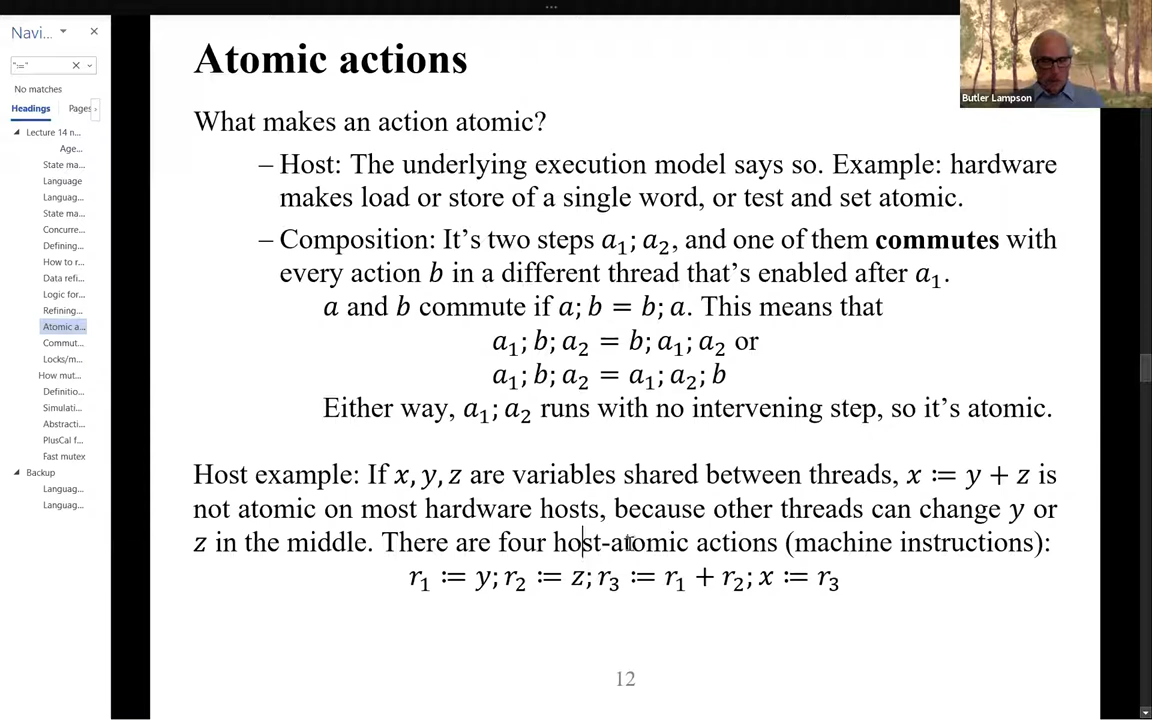 Navi...
":="
No matches
Headings
Pages
Lecture 14 n...
Age...
State ma...
Language
Languag...
State ma...
Concurre...
Defining...
How to r...
Data refi...
Logic for...
Refining...
Atomic a...
Commut...
Locks/m...
How mut...
Definitio...
Simulati...
Abstracti...
PlusCal f...
Fast mutex
Backup
Languag...
Languag...
Atomic actions
What makes an action atomic?
– Host: The underlying execution model says so. Example: hardware
makes load or store of a single word, or test and set atomic.
– Composition: It's two steps a₁; a₂, and one of them commutes with
every action b in a different thread that's enabled after a₁.
a and b commute if a; b = b; a. This means that
a₁; b; a₂ = b; a₁; a₂ or
a₁; b; a₂ = a₁; a₂; b
Either way, a₁; a₂ runs with no intervening step, so it's atomic.
Host example: If x, y, z are variables shared between threads, x ≔ y + z is
not atomic on most hardware hosts, because other threads can change y or
z in the middle. There are four host-atomic actions (machine instructions):
r₁ ≔ y; r₂ ≔ z; r₃ ≔ r₁ + r₂; x ≔ r₃
12
Butler Lampson